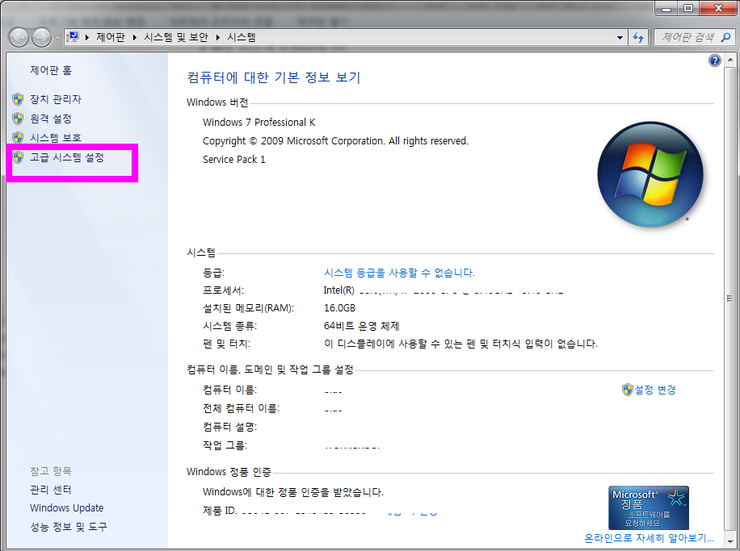 제어판 ▸ 시스템 및 보안 ▸ 시스템
제어판 검색
제어판 홈
장치 관리자
원격 설정
시스템 보호
고급 시스템 설정
참고 항목
관리 센터
Windows Update
성능 정보 및 도구
컴퓨터에 대한 기본 정보 보기
Windows 버전
Windows 7 Professional K
Copyright © 2009 Microsoft Corporation. All rights reserved.
Service Pack 1
시스템
등급: 시스템 등급을 사용할 수 없습니다.
프로세서: Intel(R)
설치된 메모리(RAM): 16.0GB
시스템 종류: 64비트 운영 체제
펜 및 터치: 이 디스플레이에 사용할 수 있는 펜 및 터치식 입력이 없습니다.
컴퓨터 이름, 도메인 및 작업 그룹 설정
컴퓨터 이름:
설정 변경
전체 컴퓨터 이름:
컴퓨터 설명:
작업 그룹:
Windows 정품 인증
Windows에 대한 정품 인증을 받았습니다.
제품 ID.
Microsoft®
정품
소프트웨어를
요청하세요
온라인으로 자세히 알아보기...